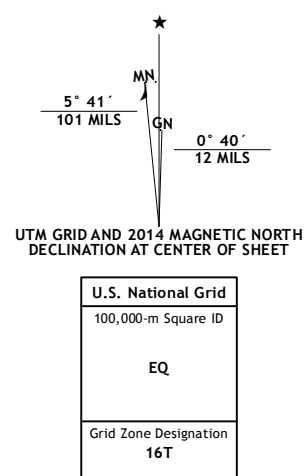 ★
MN.
5° 41´
101 MILS
GN
0° 40´
12 MILS
UTM GRID AND 2014 MAGNETIC NORTH
DECLINATION AT CENTER OF SHEET
U.S. National Grid
100,000-m Square ID
EQ
Grid Zone Designation
16T